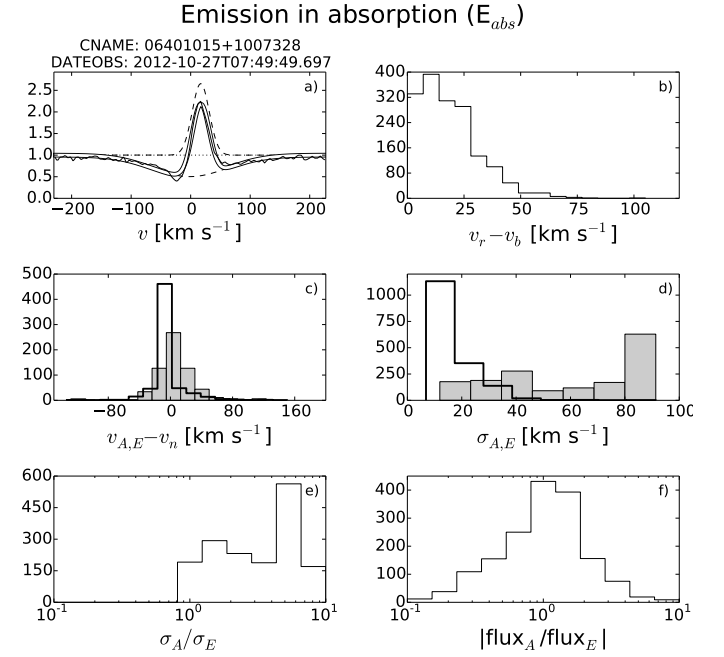 Emission in absorption (E_abs)
CNAME: 06401015+1007328
DATEOBS: 2012-10-27T07:49:49.697
a)
2.5
2.0
1.5
1.0
0.5
0.0
−200 −100 0 100 200
v [km s⁻¹]
b)
400
320
240
160
80
0
0 25 50 75 100
v_r−v_b [km s⁻¹]
c)
500
400
300
200
100
0
−80 0 80 160
v_A,E−v_n [km s⁻¹]
d)
1000
750
500
250
0
0 20 40 60 80 100
σ_A,E [km s⁻¹]
e)
600
450
300
150
0
10⁻¹ 10⁰ 10¹
σ_A/σ_E
f)
400
300
200
100
0
10⁻¹ 10⁰ 10¹
|flux_A/flux_E|